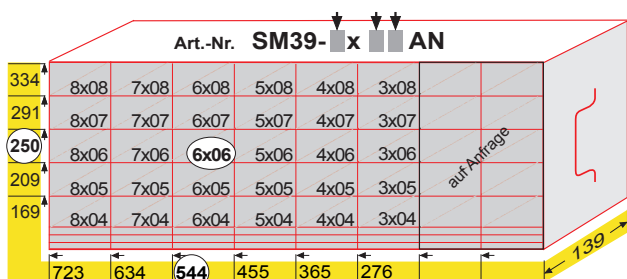 Art.-Nr. SM39- x AN
334 8x08 7x08 6x08 5x08 4x08 3x08
291 8x07 7x07 6x07 5x07 4x07 3x07
250 8x06 7x06 6x06 5x06 4x06 3x06
auf Anfrage
209 8x05 7x05 6x05 5x05 4x05 3x05
169 8x04 7x04 6x04 5x04 4x04 3x04
723 634 544 455 365 276
139